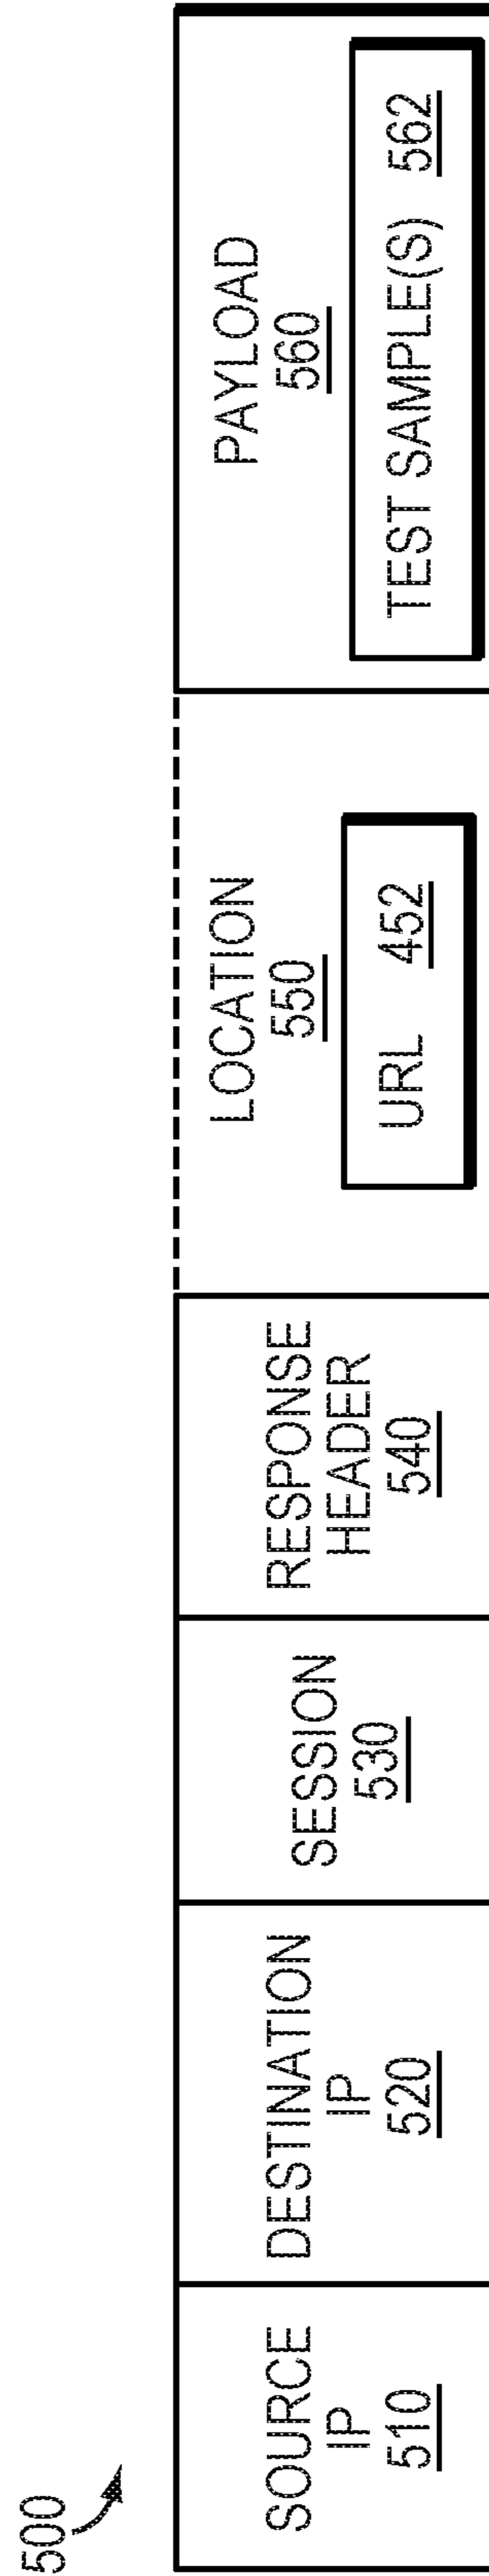 500
SOURCE
IP
510
DESTINATION
IP
520
SESSION
530
RESPONSE
HEADER
540
LOCATION
550
URL 452
PAYLOAD
560
TEST SAMPLE(S) 562